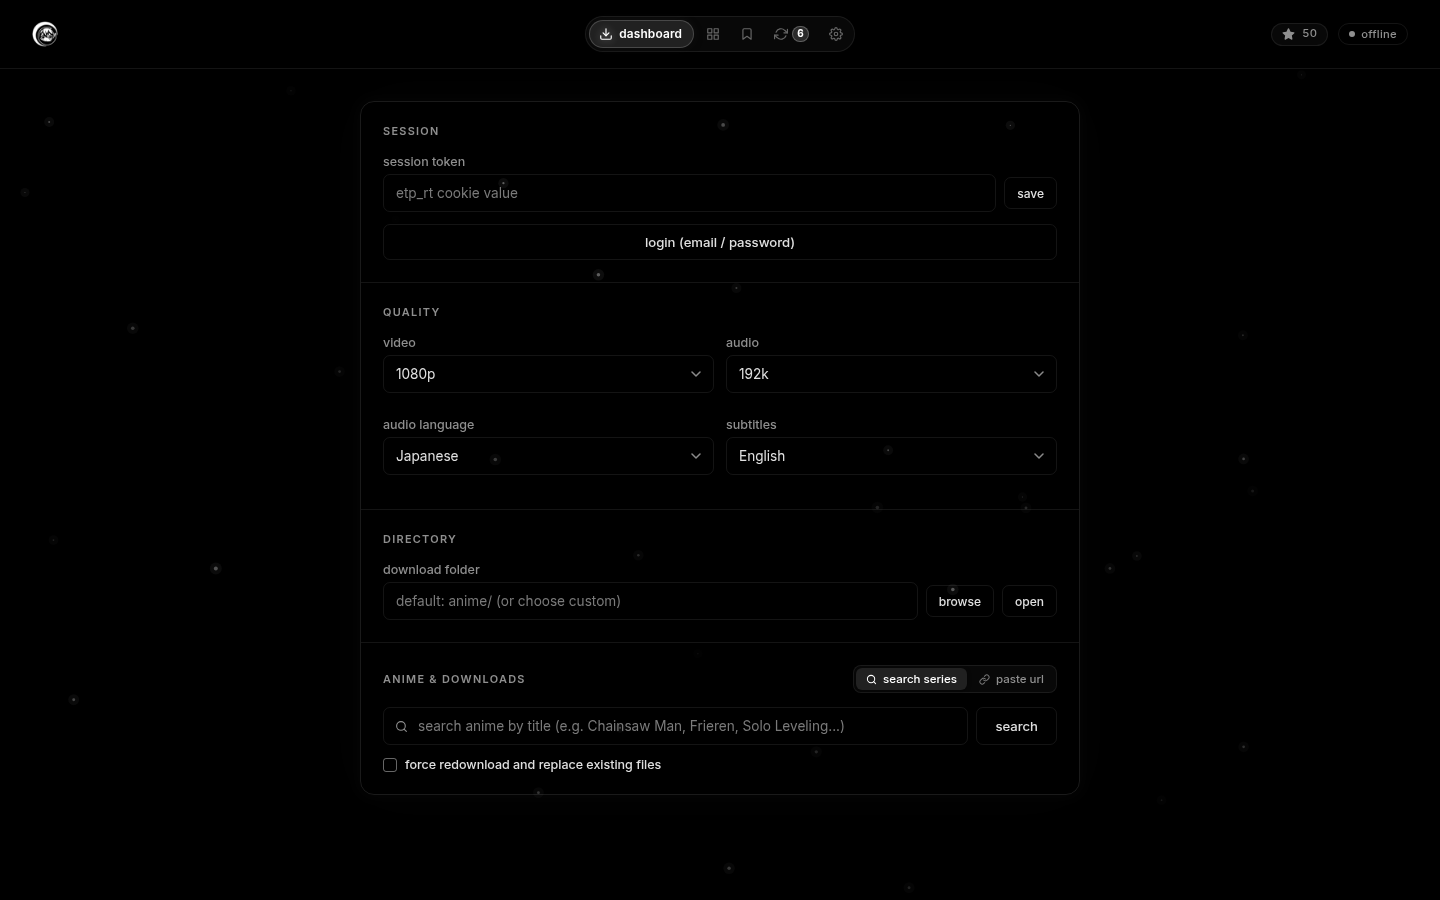 dashboard 6 50 offline
SESSION
session token
etp_rt cookie value save
login (email / password)
QUALITY
video audio
1080p 192k
audio language subtitles
Japanese English
DIRECTORY
download folder
default: anime/ (or choose custom) browse open
ANIME & DOWNLOADS search series paste url
search anime by title (e.g. Chainsaw Man, Frieren, Solo Leveling...) search
force redownload and replace existing files